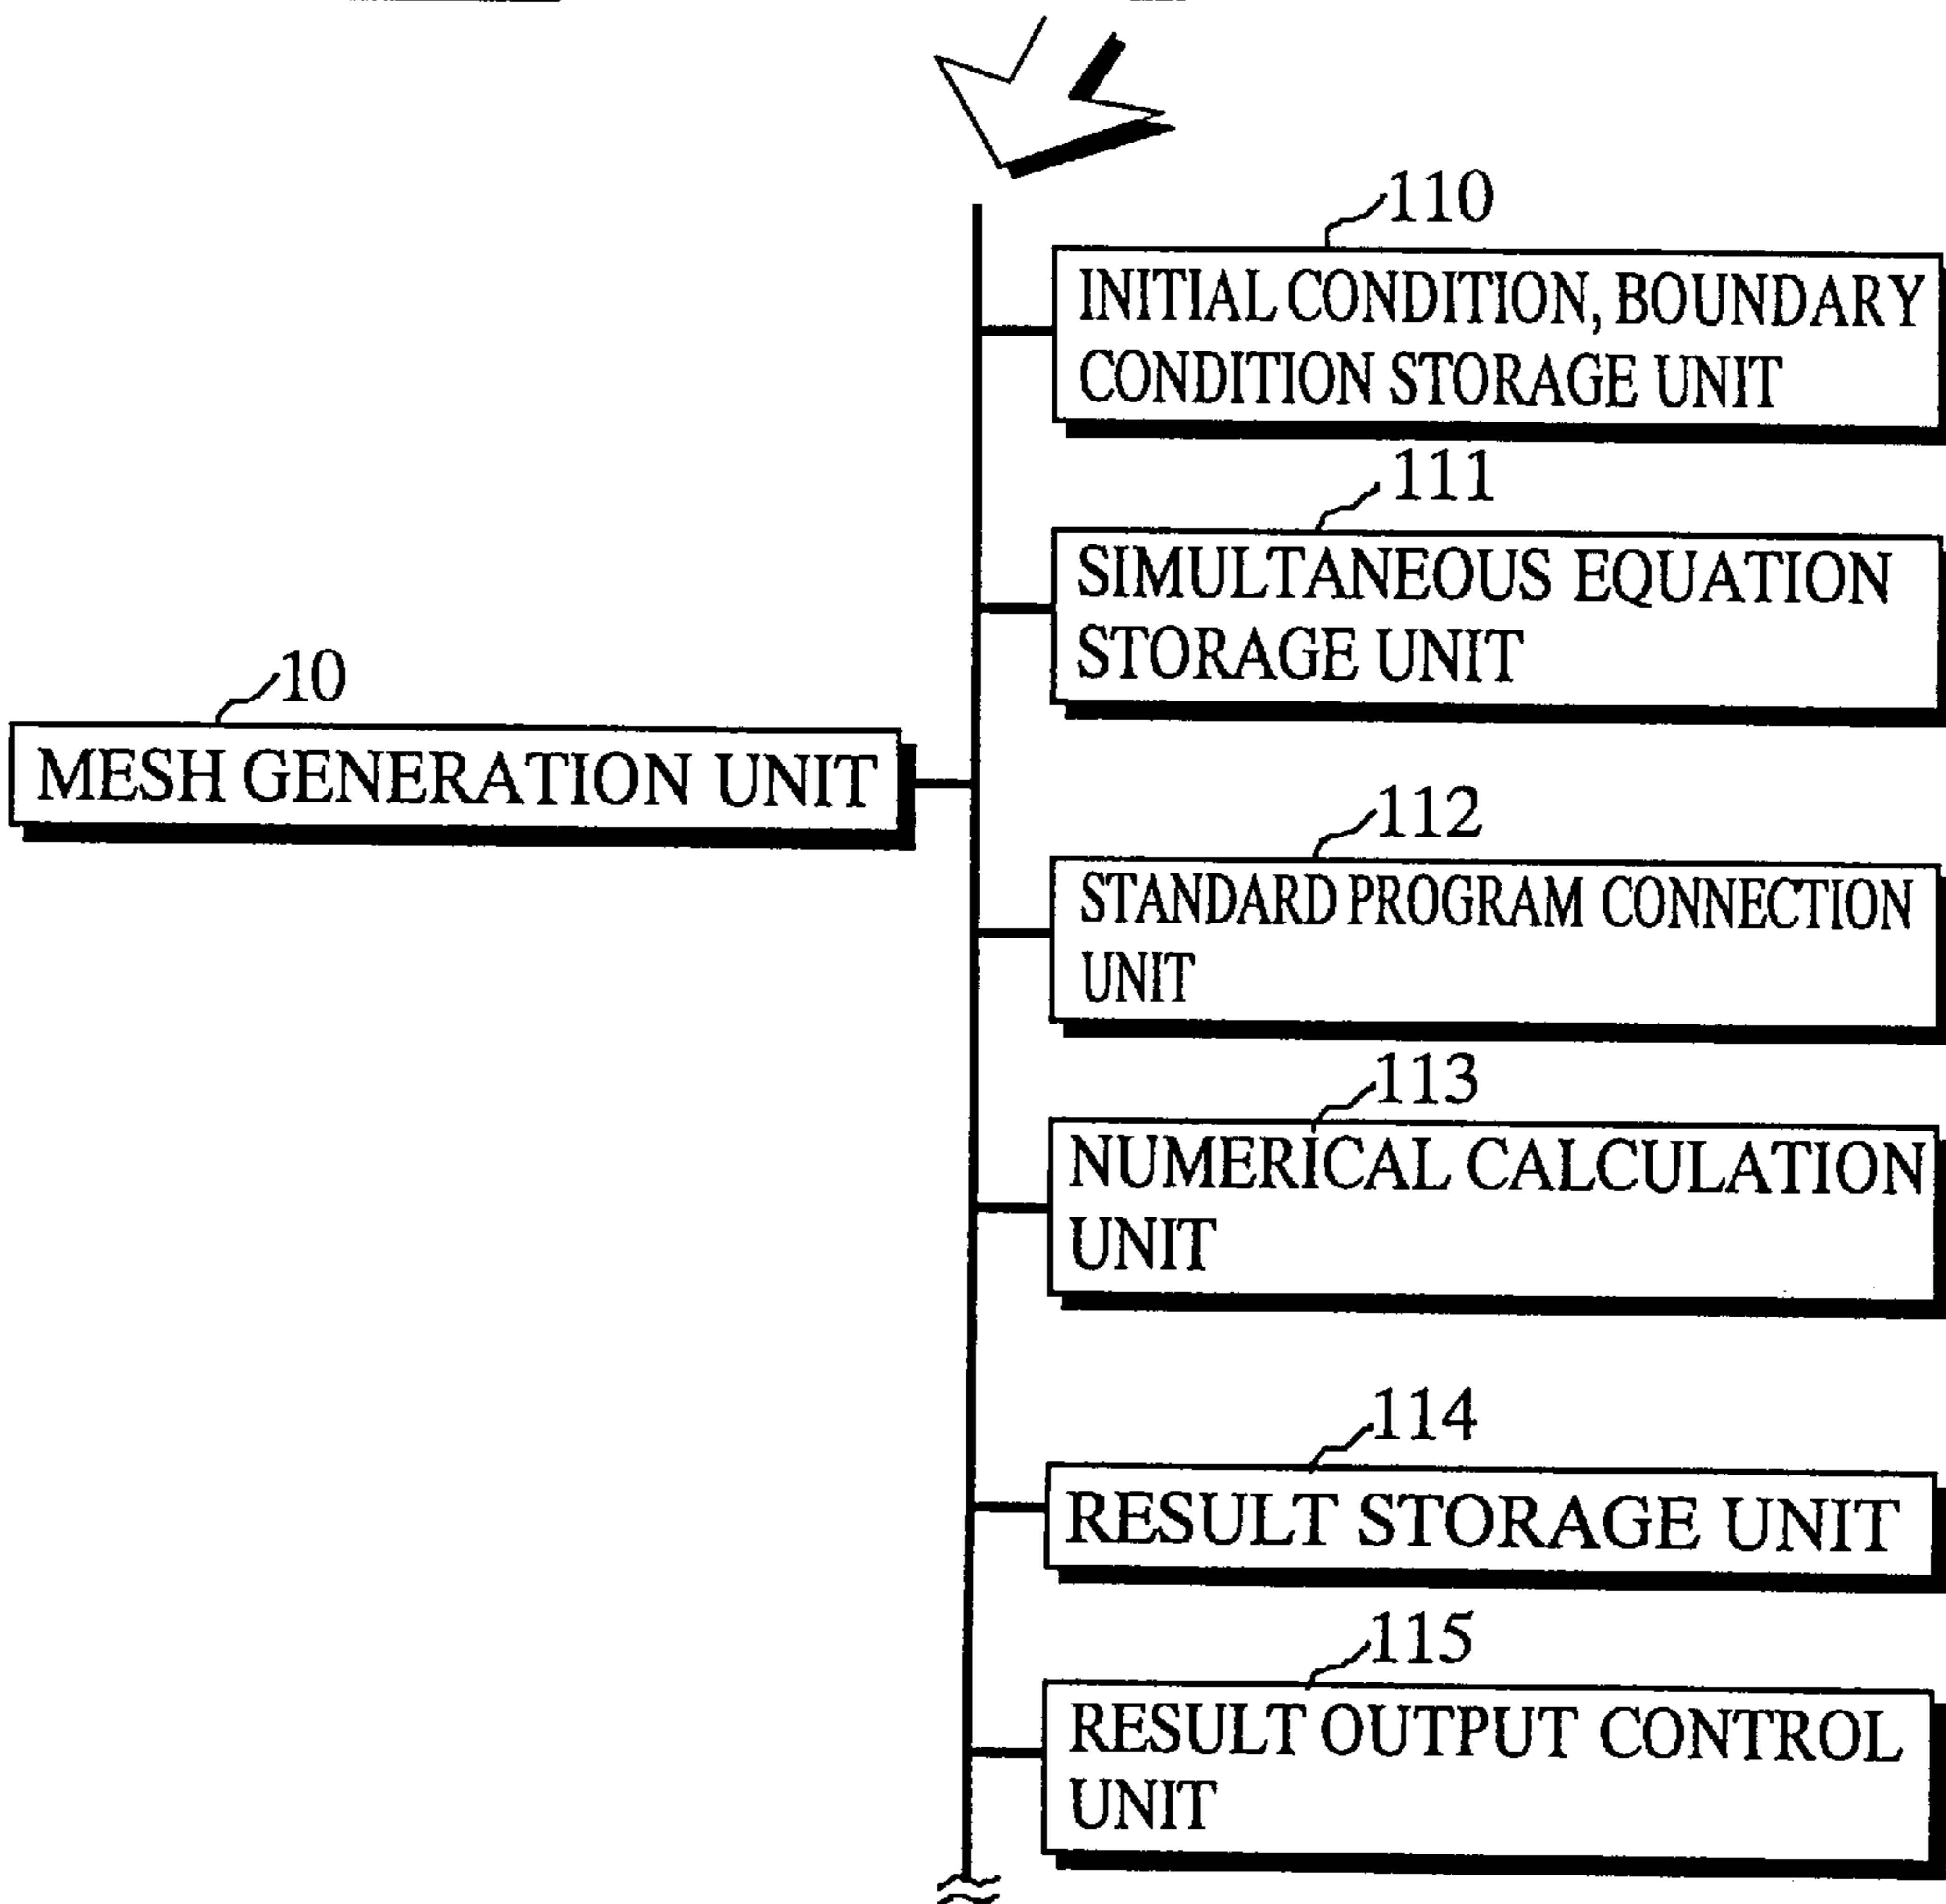 110
INITIAL CONDITION, BOUNDARY
CONDITION STORAGE UNIT
111
SIMULTANEOUS EQUATION
STORAGE UNIT
10
MESH GENERATION UNIT
112
STANDARD PROGRAM CONNECTION
UNIT
113
NUMERICAL CALCULATION
UNIT
114
RESULT STORAGE UNIT
115
RESULT OUTPUT CONTROL
UNIT